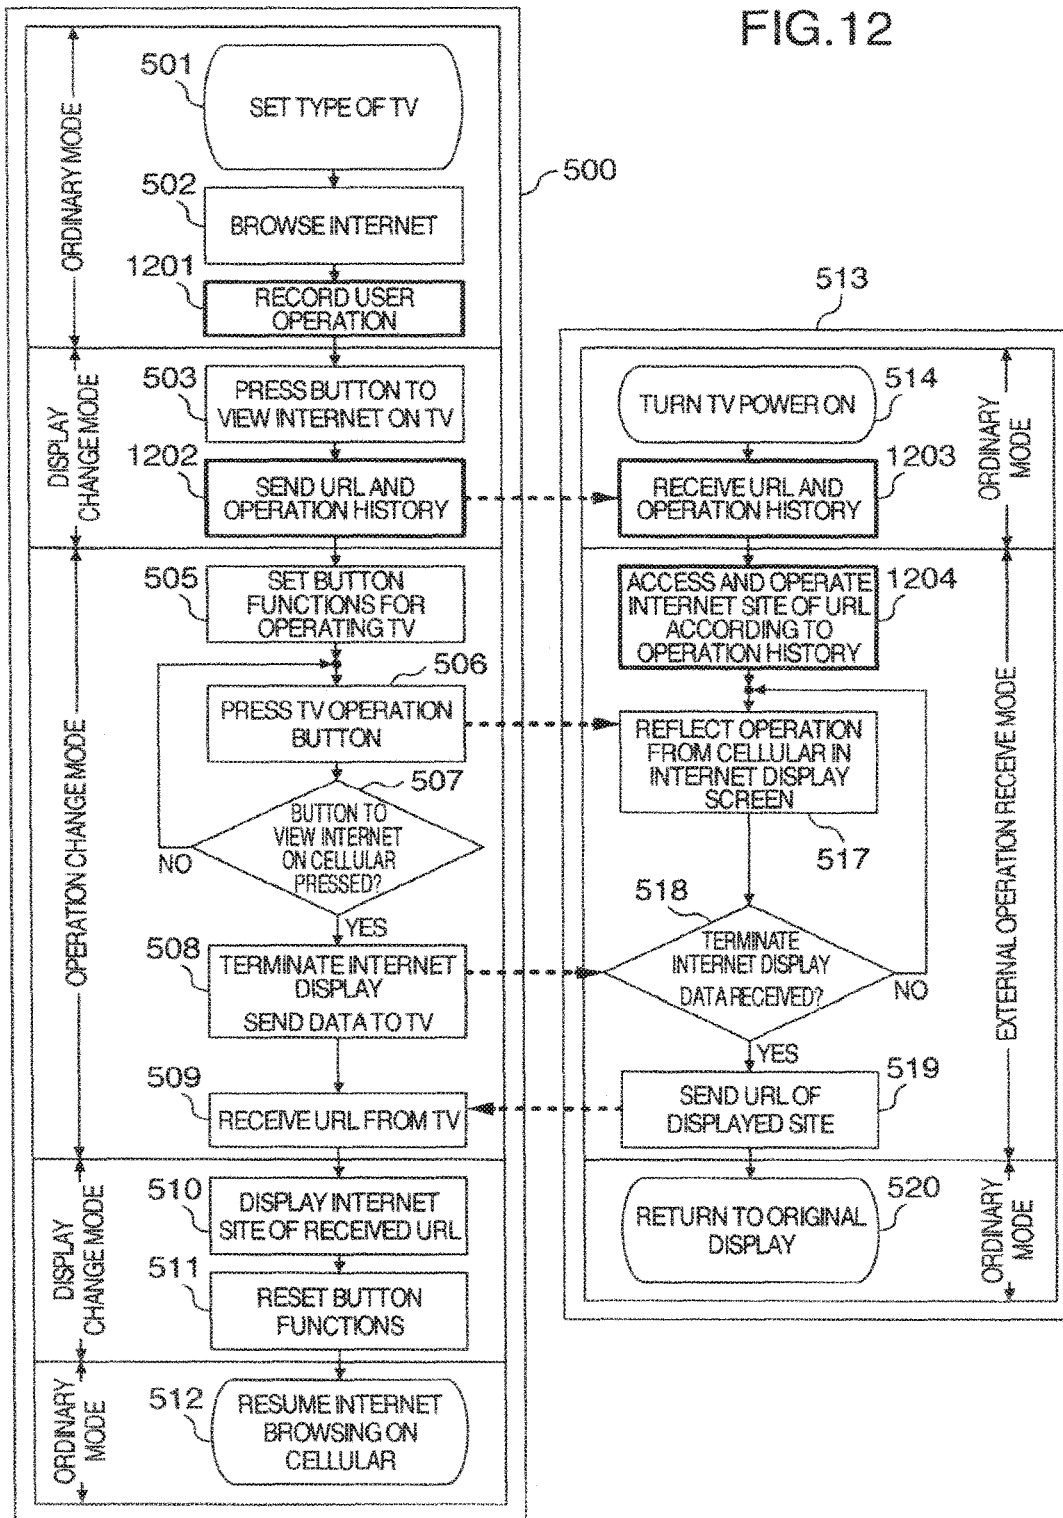 FIG.12
500
ORDINARY MODE
501
SET TYPE OF TV
502
BROWSE INTERNET
1201
RECORD USER
OPERATION
DISPLAY
CHANGE MODE
503
PRESS BUTTON TO
VIEW INTERNET ON TV
1202
SEND URL AND
OPERATION HISTORY
OPERATION CHANGE MODE
505
SET BUTTON
FUNCTIONS FOR
OPERATING TV
506
PRESS TV OPERATION
BUTTON
507
BUTTON TO
VIEW INTERNET
ON CELLULAR
PRESSED?
NO
YES
508
TERMINATE INTERNET
DISPLAY
SEND DATA TO TV
509
RECEIVE URL FROM TV
DISPLAY
CHANGE MODE
510
DISPLAY INTERNET
SITE OF RECEIVED URL
511
RESET BUTTON
FUNCTIONS
ORDINARY
MODE
512
RESUME INTERNET
BROWSING ON
CELLULAR
513
ORDINARY
MODE
514
TURN TV POWER ON
1203
RECEIVE URL AND
OPERATION HISTORY
EXTERNAL OPERATION RECEIVE MODE
1204
ACCESS AND OPERATE
INTERNET SITE OF URL
ACCORDING TO
OPERATION HISTORY
REFLECT OPERATION
FROM CELLULAR IN
INTERNET DISPLAY
SCREEN
517
518
TERMINATE
INTERNET DISPLAY
DATA RECEIVED?
NO
YES
519
SEND URL OF
DISPLAYED SITE
ORDINARY
MODE
520
RETURN TO ORIGINAL
DISPLAY